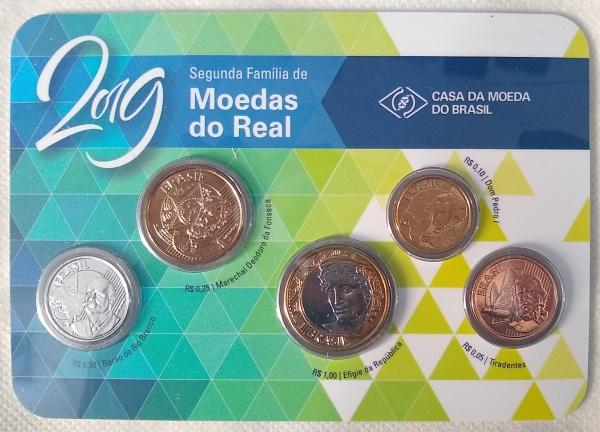 2019
Segunda Família de
Moedas
do Real
CASA DA MOEDA
DO BRASIL
BRASIL
R$ 0,25 | Marechal Deodoro da Fonseca
BRASIL
R$ 0,10 | Dom Pedro I
BRASIL
R$ 0,50 | Barão do Rio Branco
BRASIL
R$ 1,00 | Efígie da República
BRASIL
R$ 0,05 | Tiradentes